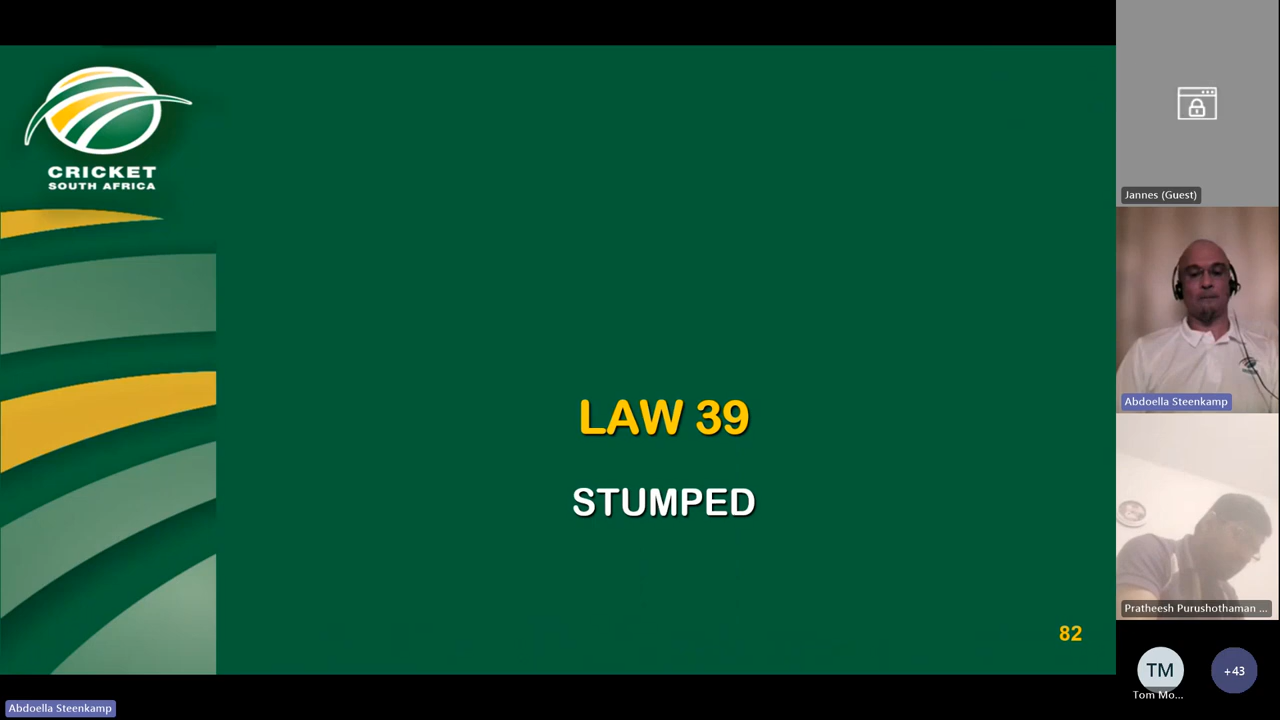 CRICKET
SOUTH AFRICA
LAW 39
STUMPED
82
Abdoella Steenkamp
Jannes (Guest)
Abdoella Steenkamp
Pratheesh Purushothaman ...
TM
Tom Mo...
+43